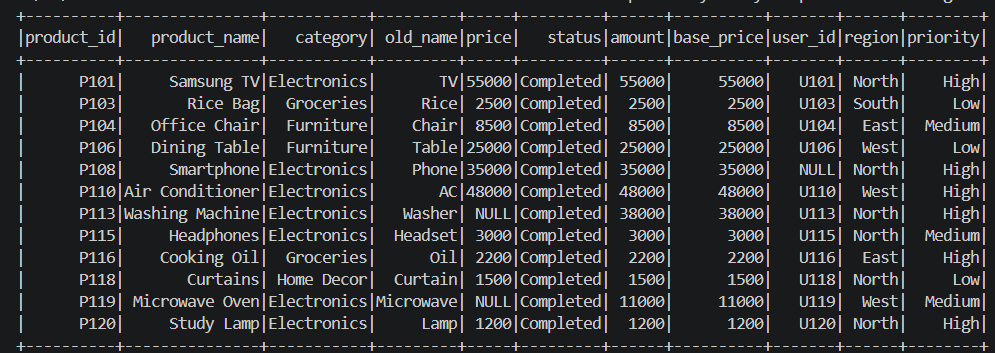 +----------+---------------+-----------+---------+-----+---------+------+----------+-------+------+--------+
|product_id|   product_name|   category| old_name|price|   status|amount|base_price|user_id|region|priority|
+----------+---------------+-----------+---------+-----+---------+------+----------+-------+------+--------+
|      P101|     Samsung TV|Electronics|       TV|55000|Completed| 55000|     55000|   U101| North|    High|
|      P103|       Rice Bag|  Groceries|     Rice| 2500|Completed|  2500|      2500|   U103| South|     Low|
|      P104|   Office Chair|  Furniture|    Chair| 8500|Completed|  8500|      8500|   U104|  East|  Medium|
|      P106|   Dining Table|  Furniture|    Table|25000|Completed| 25000|     25000|   U106|  West|     Low|
|      P108|     Smartphone|Electronics|    Phone|35000|Completed| 35000|     35000|   NULL| North|    High|
|      P110|Air Conditioner|Electronics|       AC|48000|Completed| 48000|     48000|   U110|  West|    High|
|      P113|Washing Machine|Electronics|   Washer| NULL|Completed| 38000|     38000|   U113| North|    High|
|      P115|     Headphones|Electronics|  Headset| 3000|Completed|  3000|      3000|   U115| North|  Medium|
|      P116|    Cooking Oil|  Groceries|      Oil| 2200|Completed|  2200|      2200|   U116|  East|    High|
|      P118|       Curtains| Home Decor|  Curtain| 1500|Completed|  1500|      1500|   U118| North|     Low|
|      P119| Microwave Oven|Electronics|Microwave| NULL|Completed| 11000|     11000|   U119|  West|  Medium|
|      P120|     Study Lamp|Electronics|     Lamp| 1200|Completed|  1200|      1200|   U120| North|    High|
+----------+---------------+-----------+---------+-----+---------+------+----------+-------+------+--------+